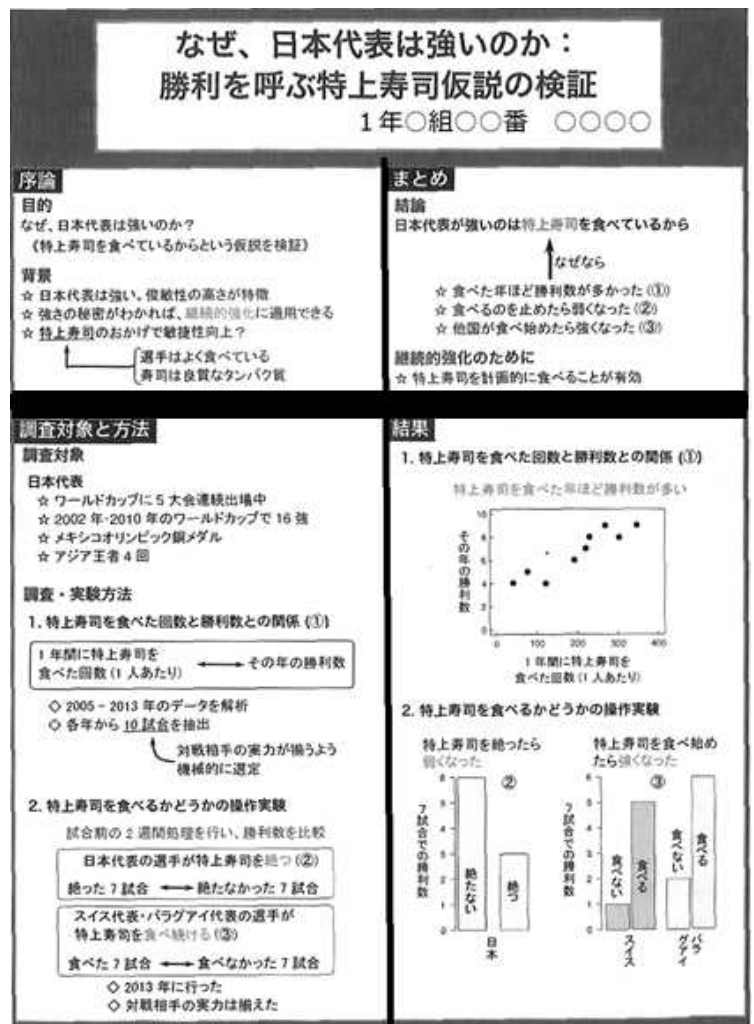 なぜ、日本代表は強いのか：
勝利を呼ぶ特上寿司仮説の検証
1年○組○○番　○○○○
序論
目的
なぜ、日本代表は強いのか？
《特上寿司を食べているからという仮説を検証》
背景
☆ 日本代表は強い。俊敏性の高さが特徴
☆ 強さの秘密がわかれば、継続的強化に適用できる
☆ 特上寿司のおかげで敏捷性向上？
選手はよく食べている
寿司は良質なタンパク質
まとめ
結論
日本代表が強いのは特上寿司を食べているから
なぜなら
☆ 食べた年ほど勝利数が多かった (①)
☆ 食べるのを止めたら弱くなった (②)
☆ 他国が食べ始めたら強くなった (③)
継続的強化のために
☆ 特上寿司を計画的に食べることが有効
調査対象と方法
調査対象
日本代表
☆ ワールドカップに 5 大会連続出場中
☆ 2002 年-2010 年のワールドカップで 16 強
☆ メキシコオリンピック銅メダル
☆ アジア王者 4 回
調査・実験方法
1. 特上寿司を食べた回数と勝利数との関係 (①)
1 年間に特上寿司を
食べた回数 (1 人あたり)
その年の勝利数
◇ 2005 - 2013 年のデータを解析
◇ 各年から 10 試合を抽出
対戦相手の実力が揃うよう
機械的に選定
2. 特上寿司を食べるかどうかの操作実験
試合前の 2 週間処理を行い、勝利数を比較
日本代表の選手が特上寿司を絶つ (②)
絶った 7 試合 ⟷ 絶たなかった 7 試合
スイス代表・パラグアイ代表の選手が
特上寿司を食べ続ける (③)
食べた 7 試合 ⟷ 食べなかった 7 試合
◇ 2013 年に行った
◇ 対戦相手の実力は揃えた
結果
1. 特上寿司を食べた回数と勝利数との関係 (①)
特上寿司を食べた年ほど勝利数が多い
その年の勝利数
10
8
6
4
2
0
0 100 200 300 400
1 年間に特上寿司を
食べた回数 (1 人あたり)
2. 特上寿司を食べるかどうかの操作実験
特上寿司を絶ったら
弱くなった
②
7試合での勝利数
6
5
4
3
2
1
0
絶たない
絶つ
日本
特上寿司を食べ始め
たら強くなった
③
7試合での勝利数
6
5
4
3
2
1
0
食べない
食べる
食べない
食べる
スイス
パラグアイ